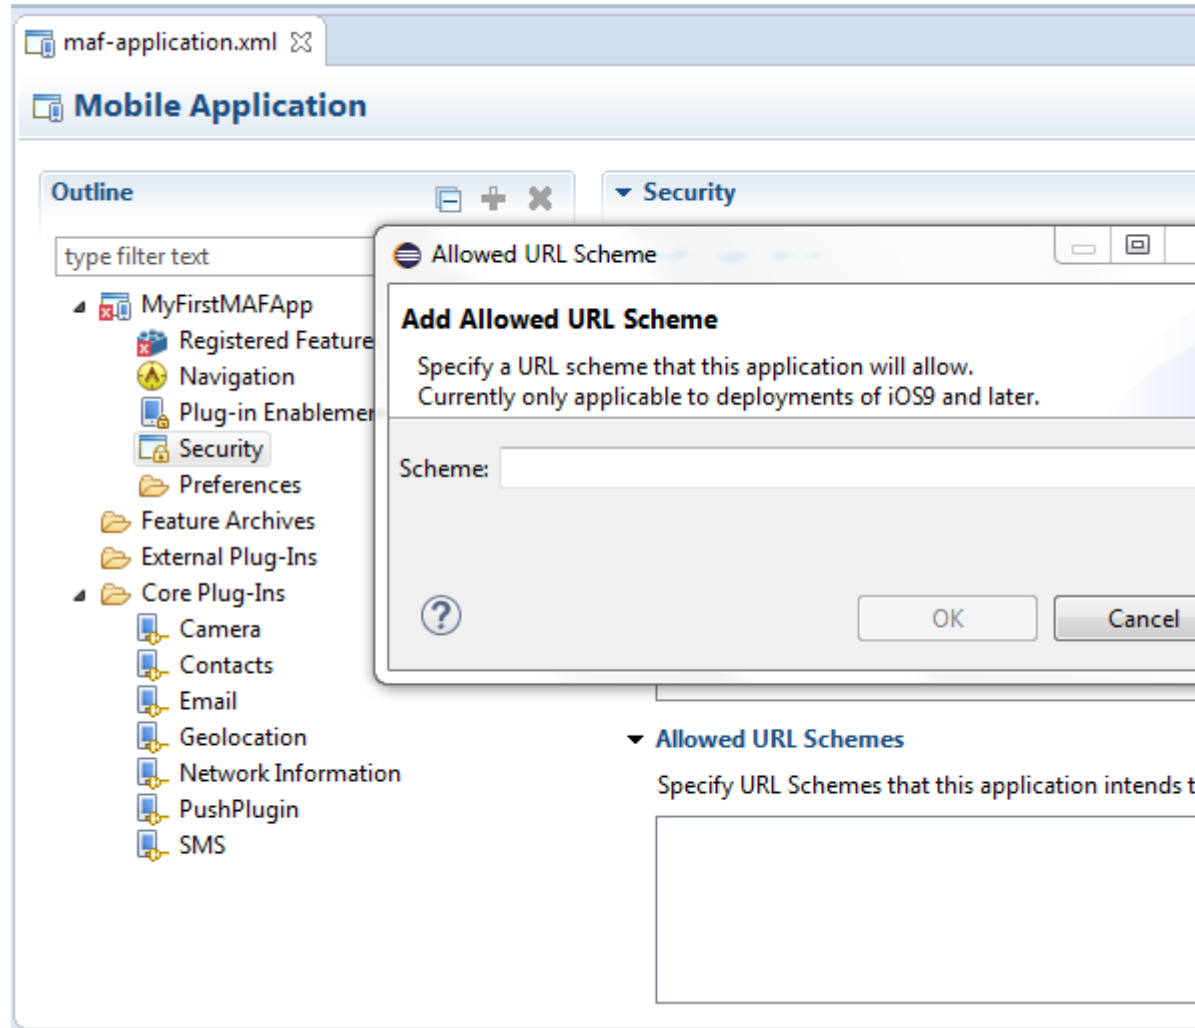 maf-application.xml
Mobile Application
Outline
type filter text
MyFirstMAFApp
Registered Feature
Navigation
Plug-in Enablemen
Security
Preferences
Feature Archives
External Plug-Ins
Core Plug-Ins
Camera
Contacts
Email
Geolocation
Network Information
PushPlugin
SMS
Security
Allowed URL Scheme
Add Allowed URL Scheme
Specify a URL scheme that this application will allow.
Currently only applicable to deployments of iOS9 and later.
Scheme:
?
OK
Cancel
Allowed URL Schemes
Specify URL Schemes that this application intends t